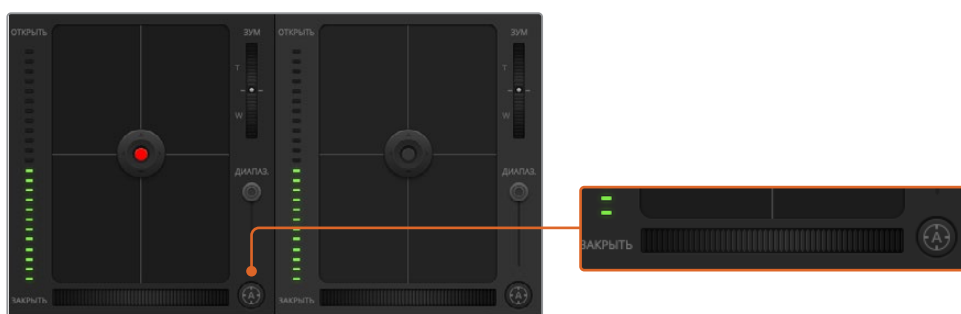 ОТКРЫТЬ ЗУМ ОТКРЫТЬ ЗУМ
T T
W W
ДИАПАЗ. ДИАПАЗ.
ЗАКРЫТЬ A ЗАКРЫТЬ A
ЗАКРЫТЬ A